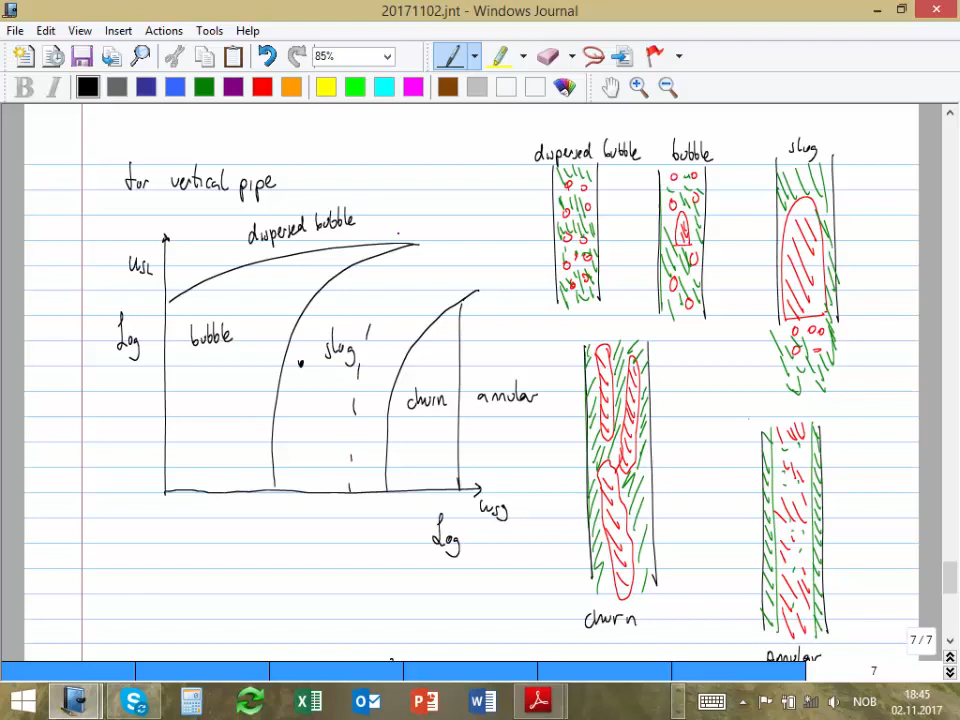 20171102.jnt - Windows Journal
File Edit View Insert Actions Tools Help
85%
B I
for vertical pipe
dispersed bubble
bubble
slug
dispersed bubble
usL
Log
bubble
slug
churn
annular
usg
Log
churn
Annular
7 / 7
7
NOB
18:45
02.11.2017